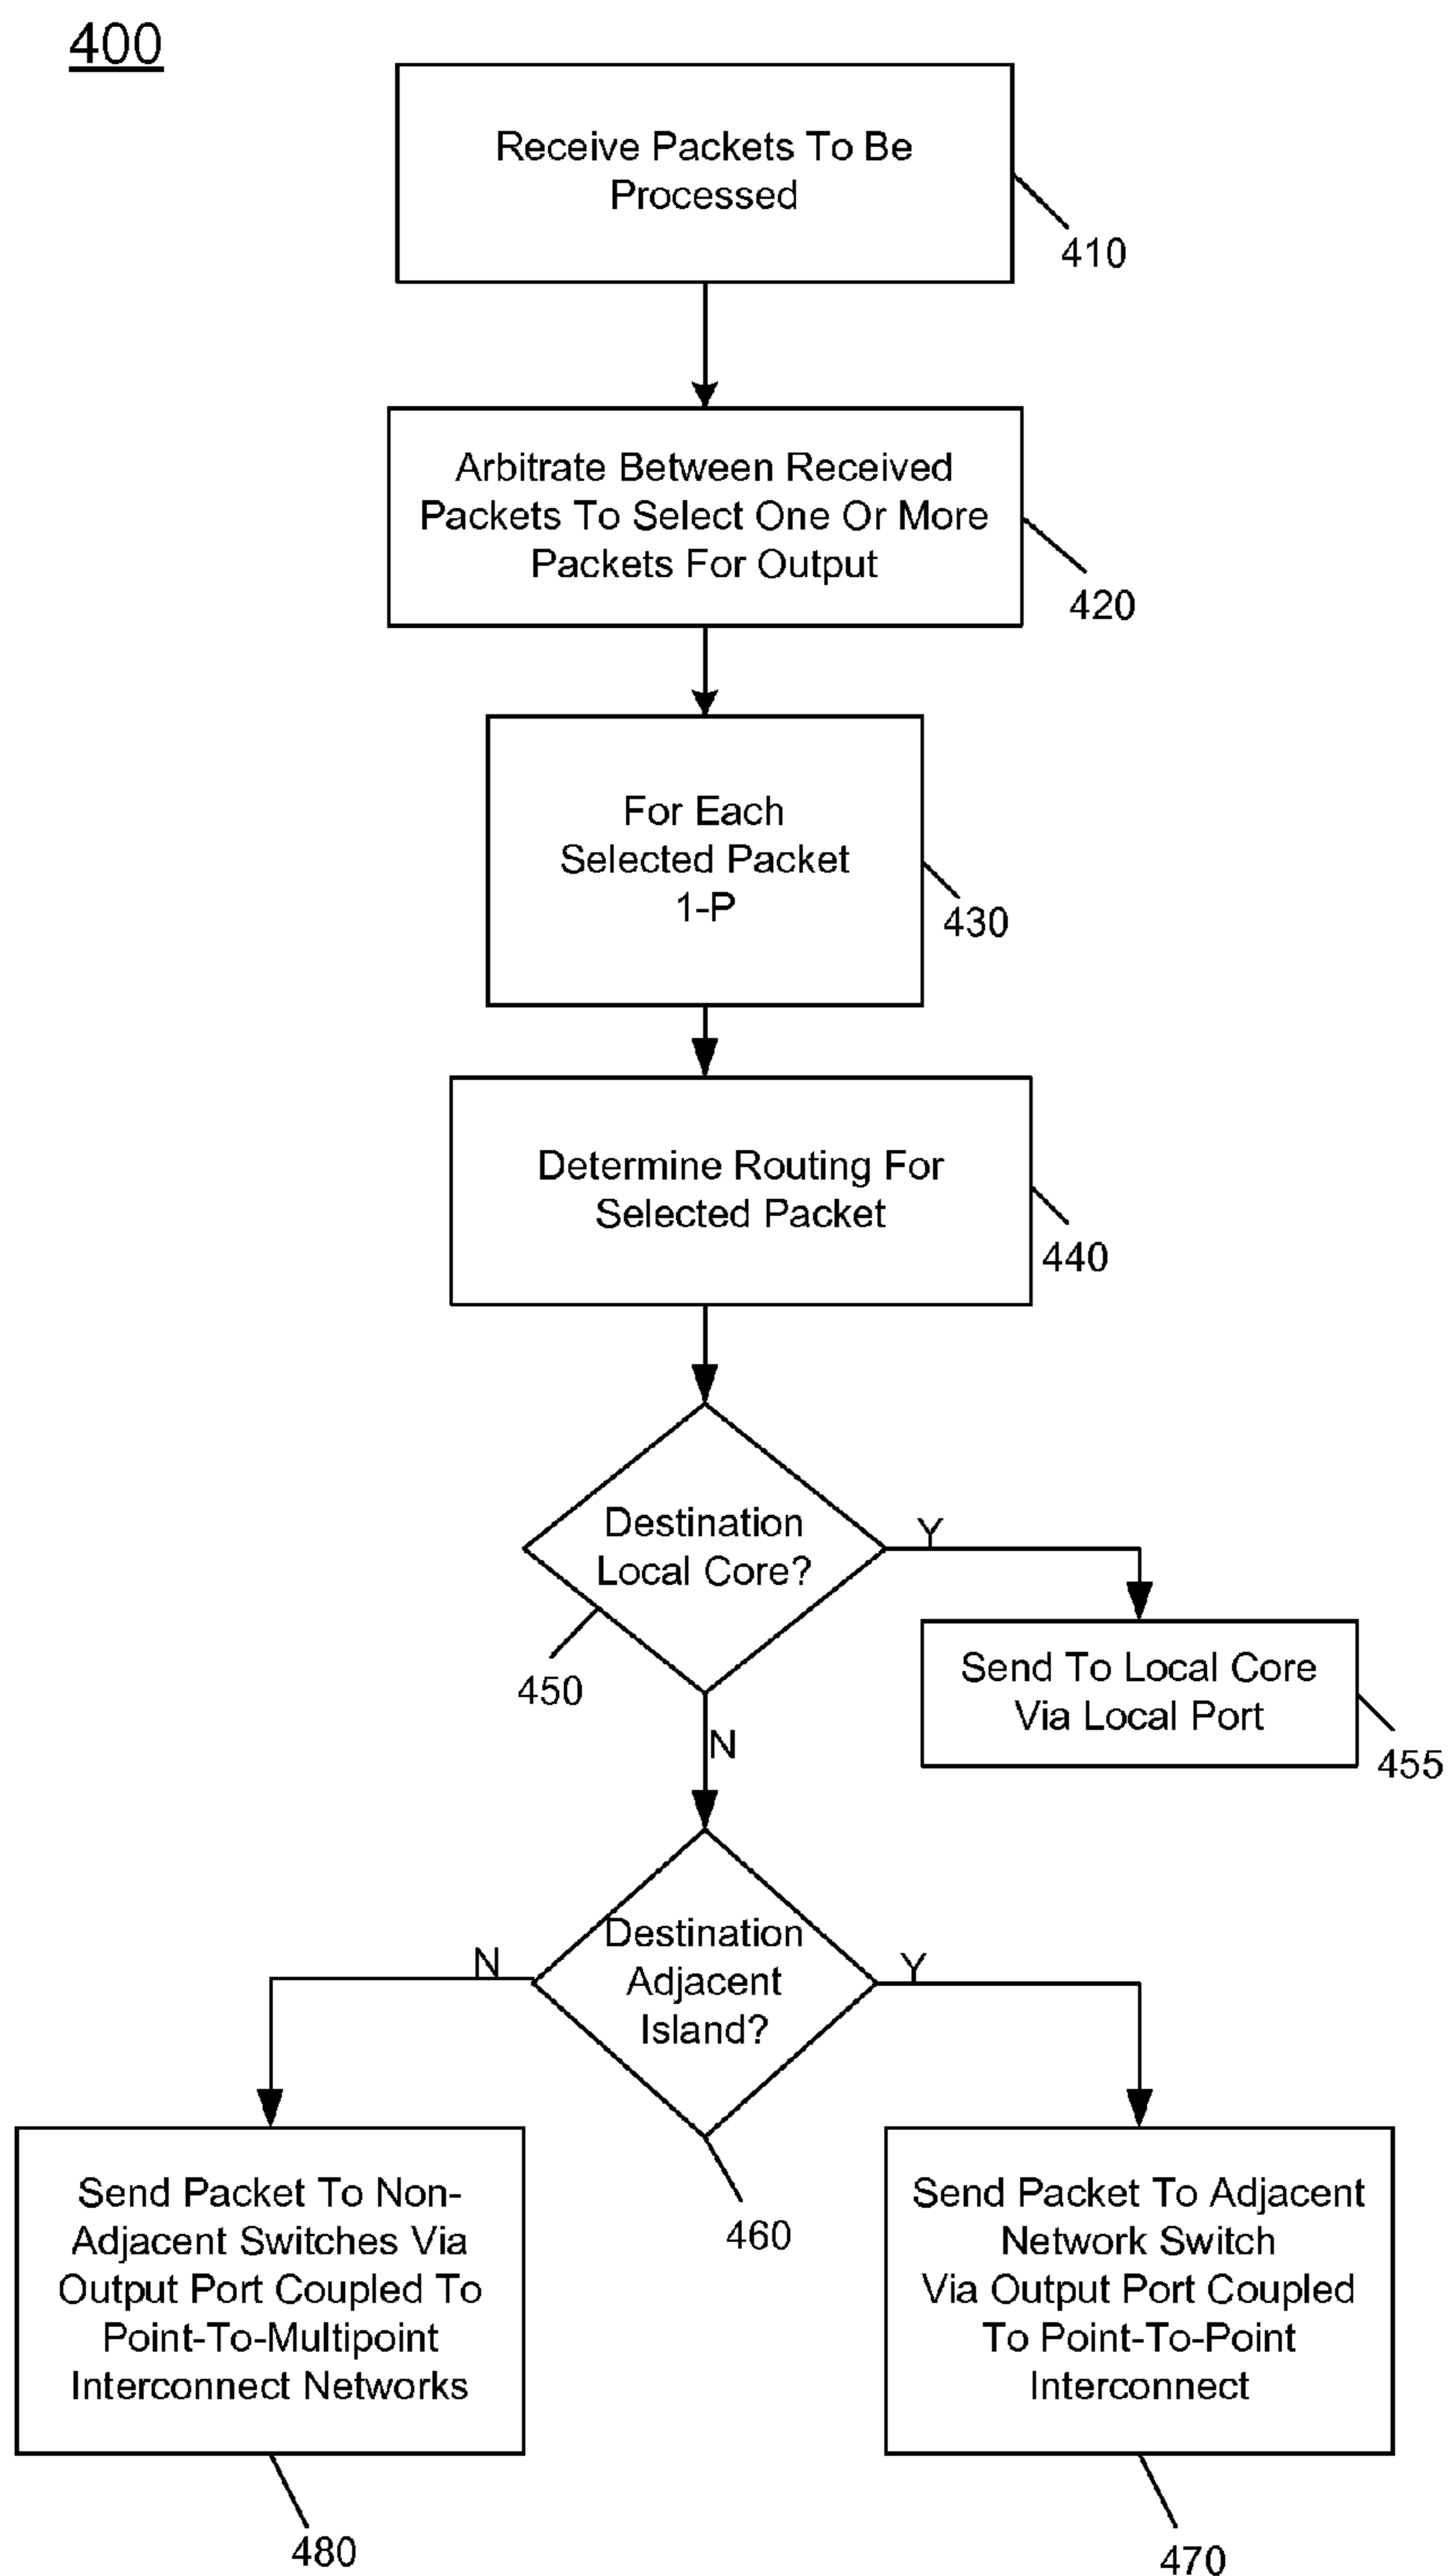 400
Receive Packets To Be
Processed
410
Arbitrate Between Received
Packets To Select One Or More
Packets For Output
420
For Each
Selected Packet
1-P
430
Determine Routing For
Selected Packet
440
Destination
Local Core?
Y
450
Send To Local Core
Via Local Port
455
N
Destination
Adjacent
Island?
N
Y
460
Send Packet To Non-
Adjacent Switches Via
Output Port Coupled To
Point-To-Multipoint
Interconnect Networks
480
Send Packet To Adjacent
Network Switch
Via Output Port Coupled
To Point-To-Point
Interconnect
470